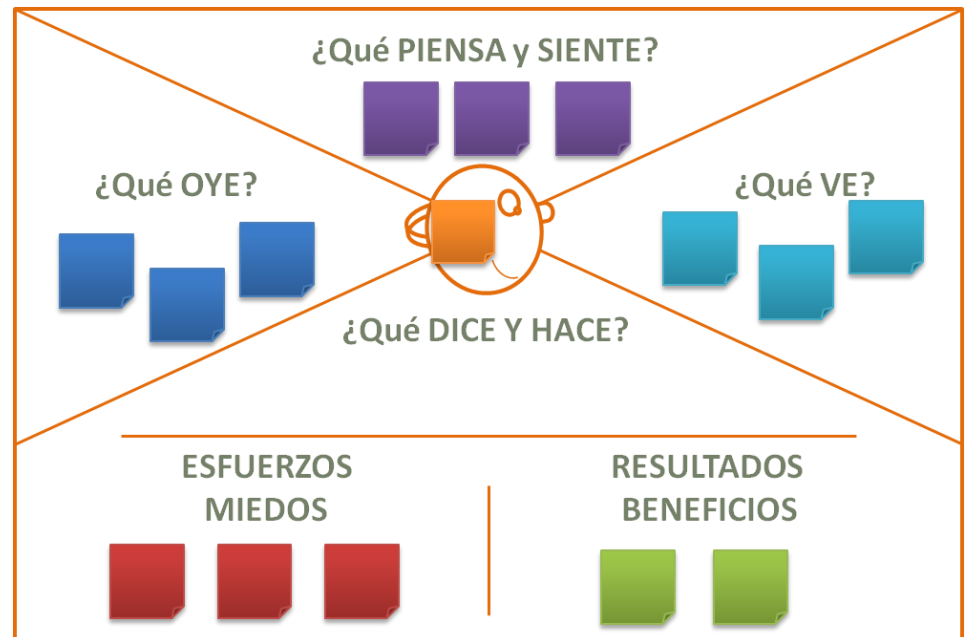 ¿Qué PIENSA y SIENTE?
¿Qué OYE?
¿Qué VE?
¿Qué DICE Y HACE?
ESFUERZOS
MIEDOS
RESULTADOS
BENEFICIOS